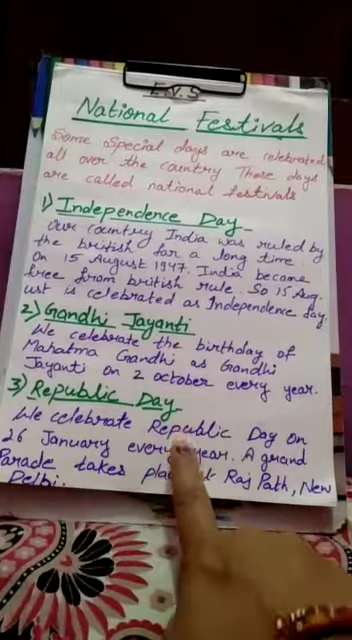 E.V.S
National Festivals
Some special days are celebrated
all over the country These days
are called national festivals
1) Independence Day -
Our country India was ruled by
the british for a long time.
On 15 August 1947. India became
free from british rule. So 15 Aug-
ust is celebrated as Independence day.
2) Gandhi Jayanti
We celebrate the birthday of
Mahatma Gandhi as Gandhi
Jayanti on 2 october every year.
3) Republic Day -
We celebrate Republic Day on
26 January every year. A grand
Parade takes Raj Path, New
Delhi.